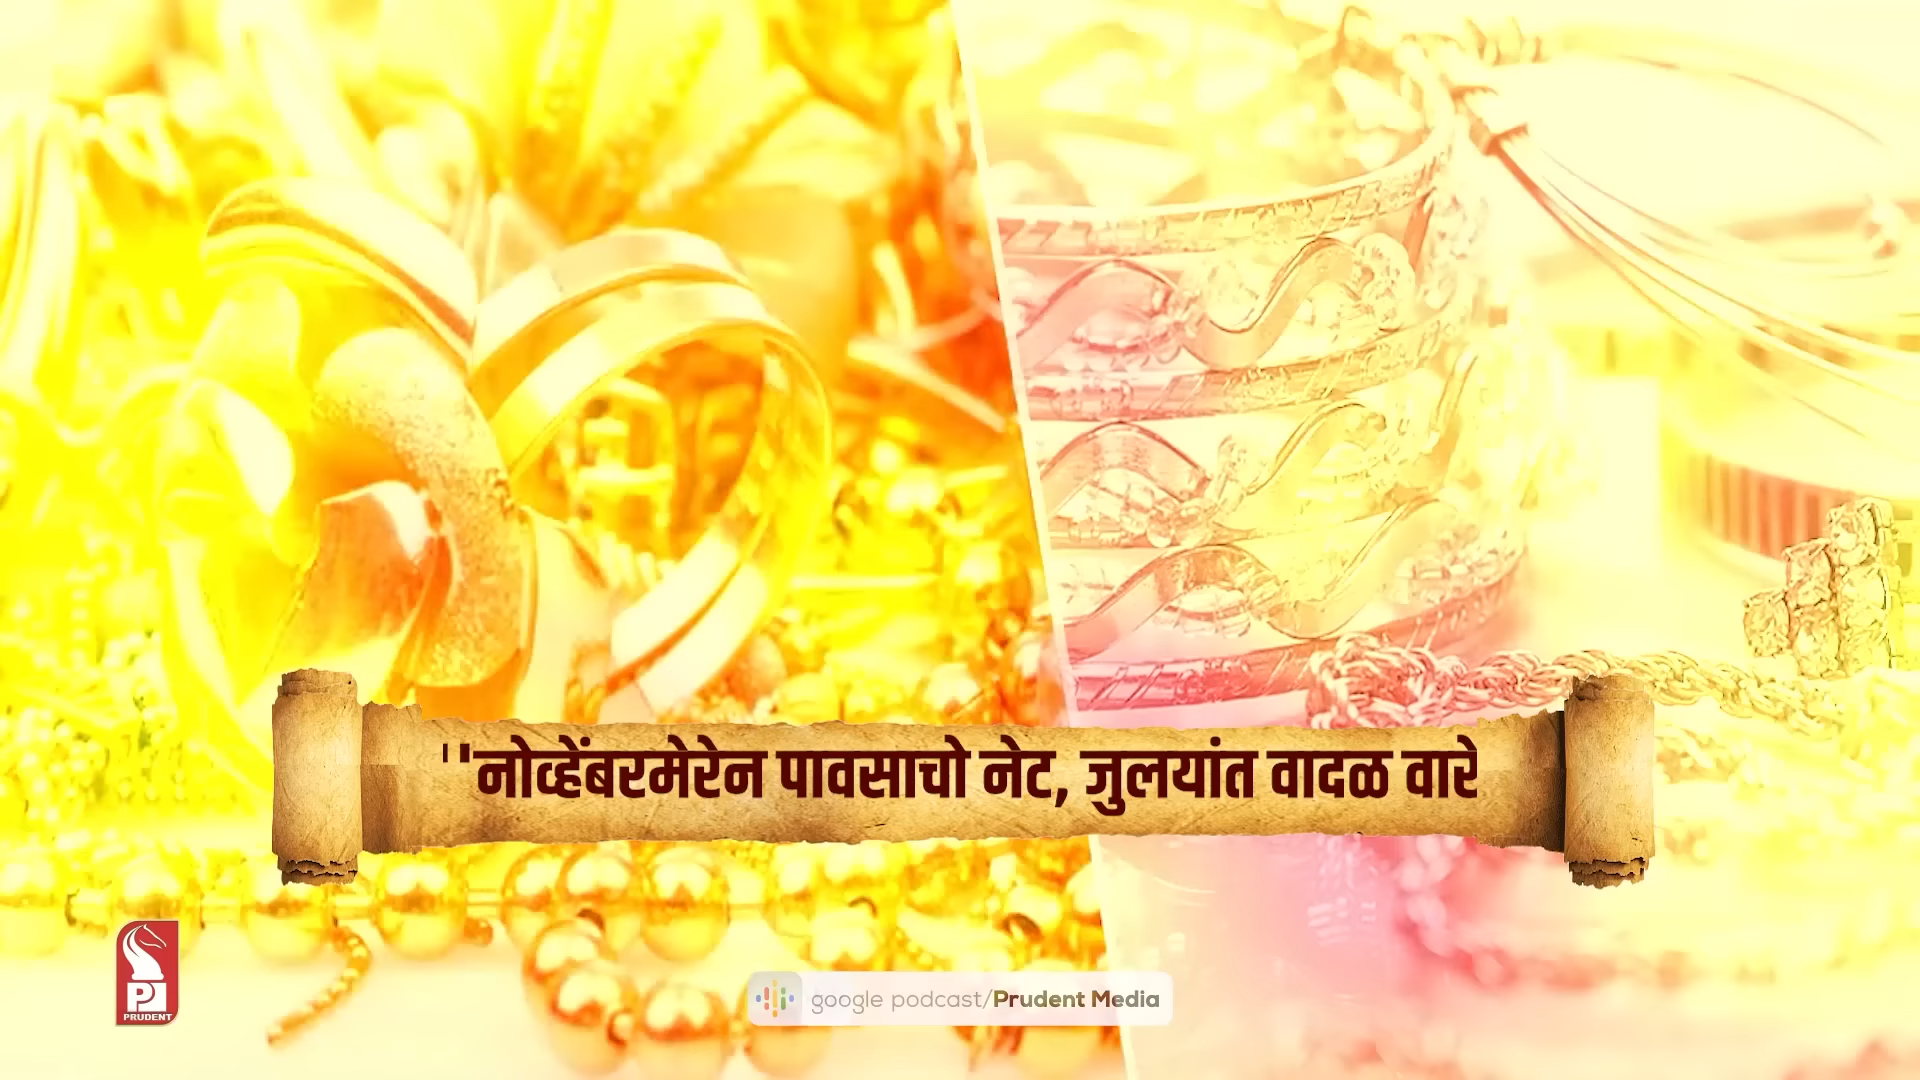 ''नोव्हेंबरमेरेन पावसाचो नेट, जुलयांत वादळ वारे
PRUDENT
google podcast/Prudent Media